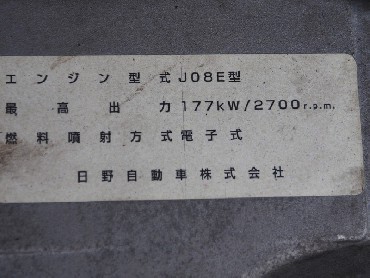 エンジン型式J08E型
最高出力177kW/2700r.p.m.
燃料噴射方式電子式
日野自動車株式会社